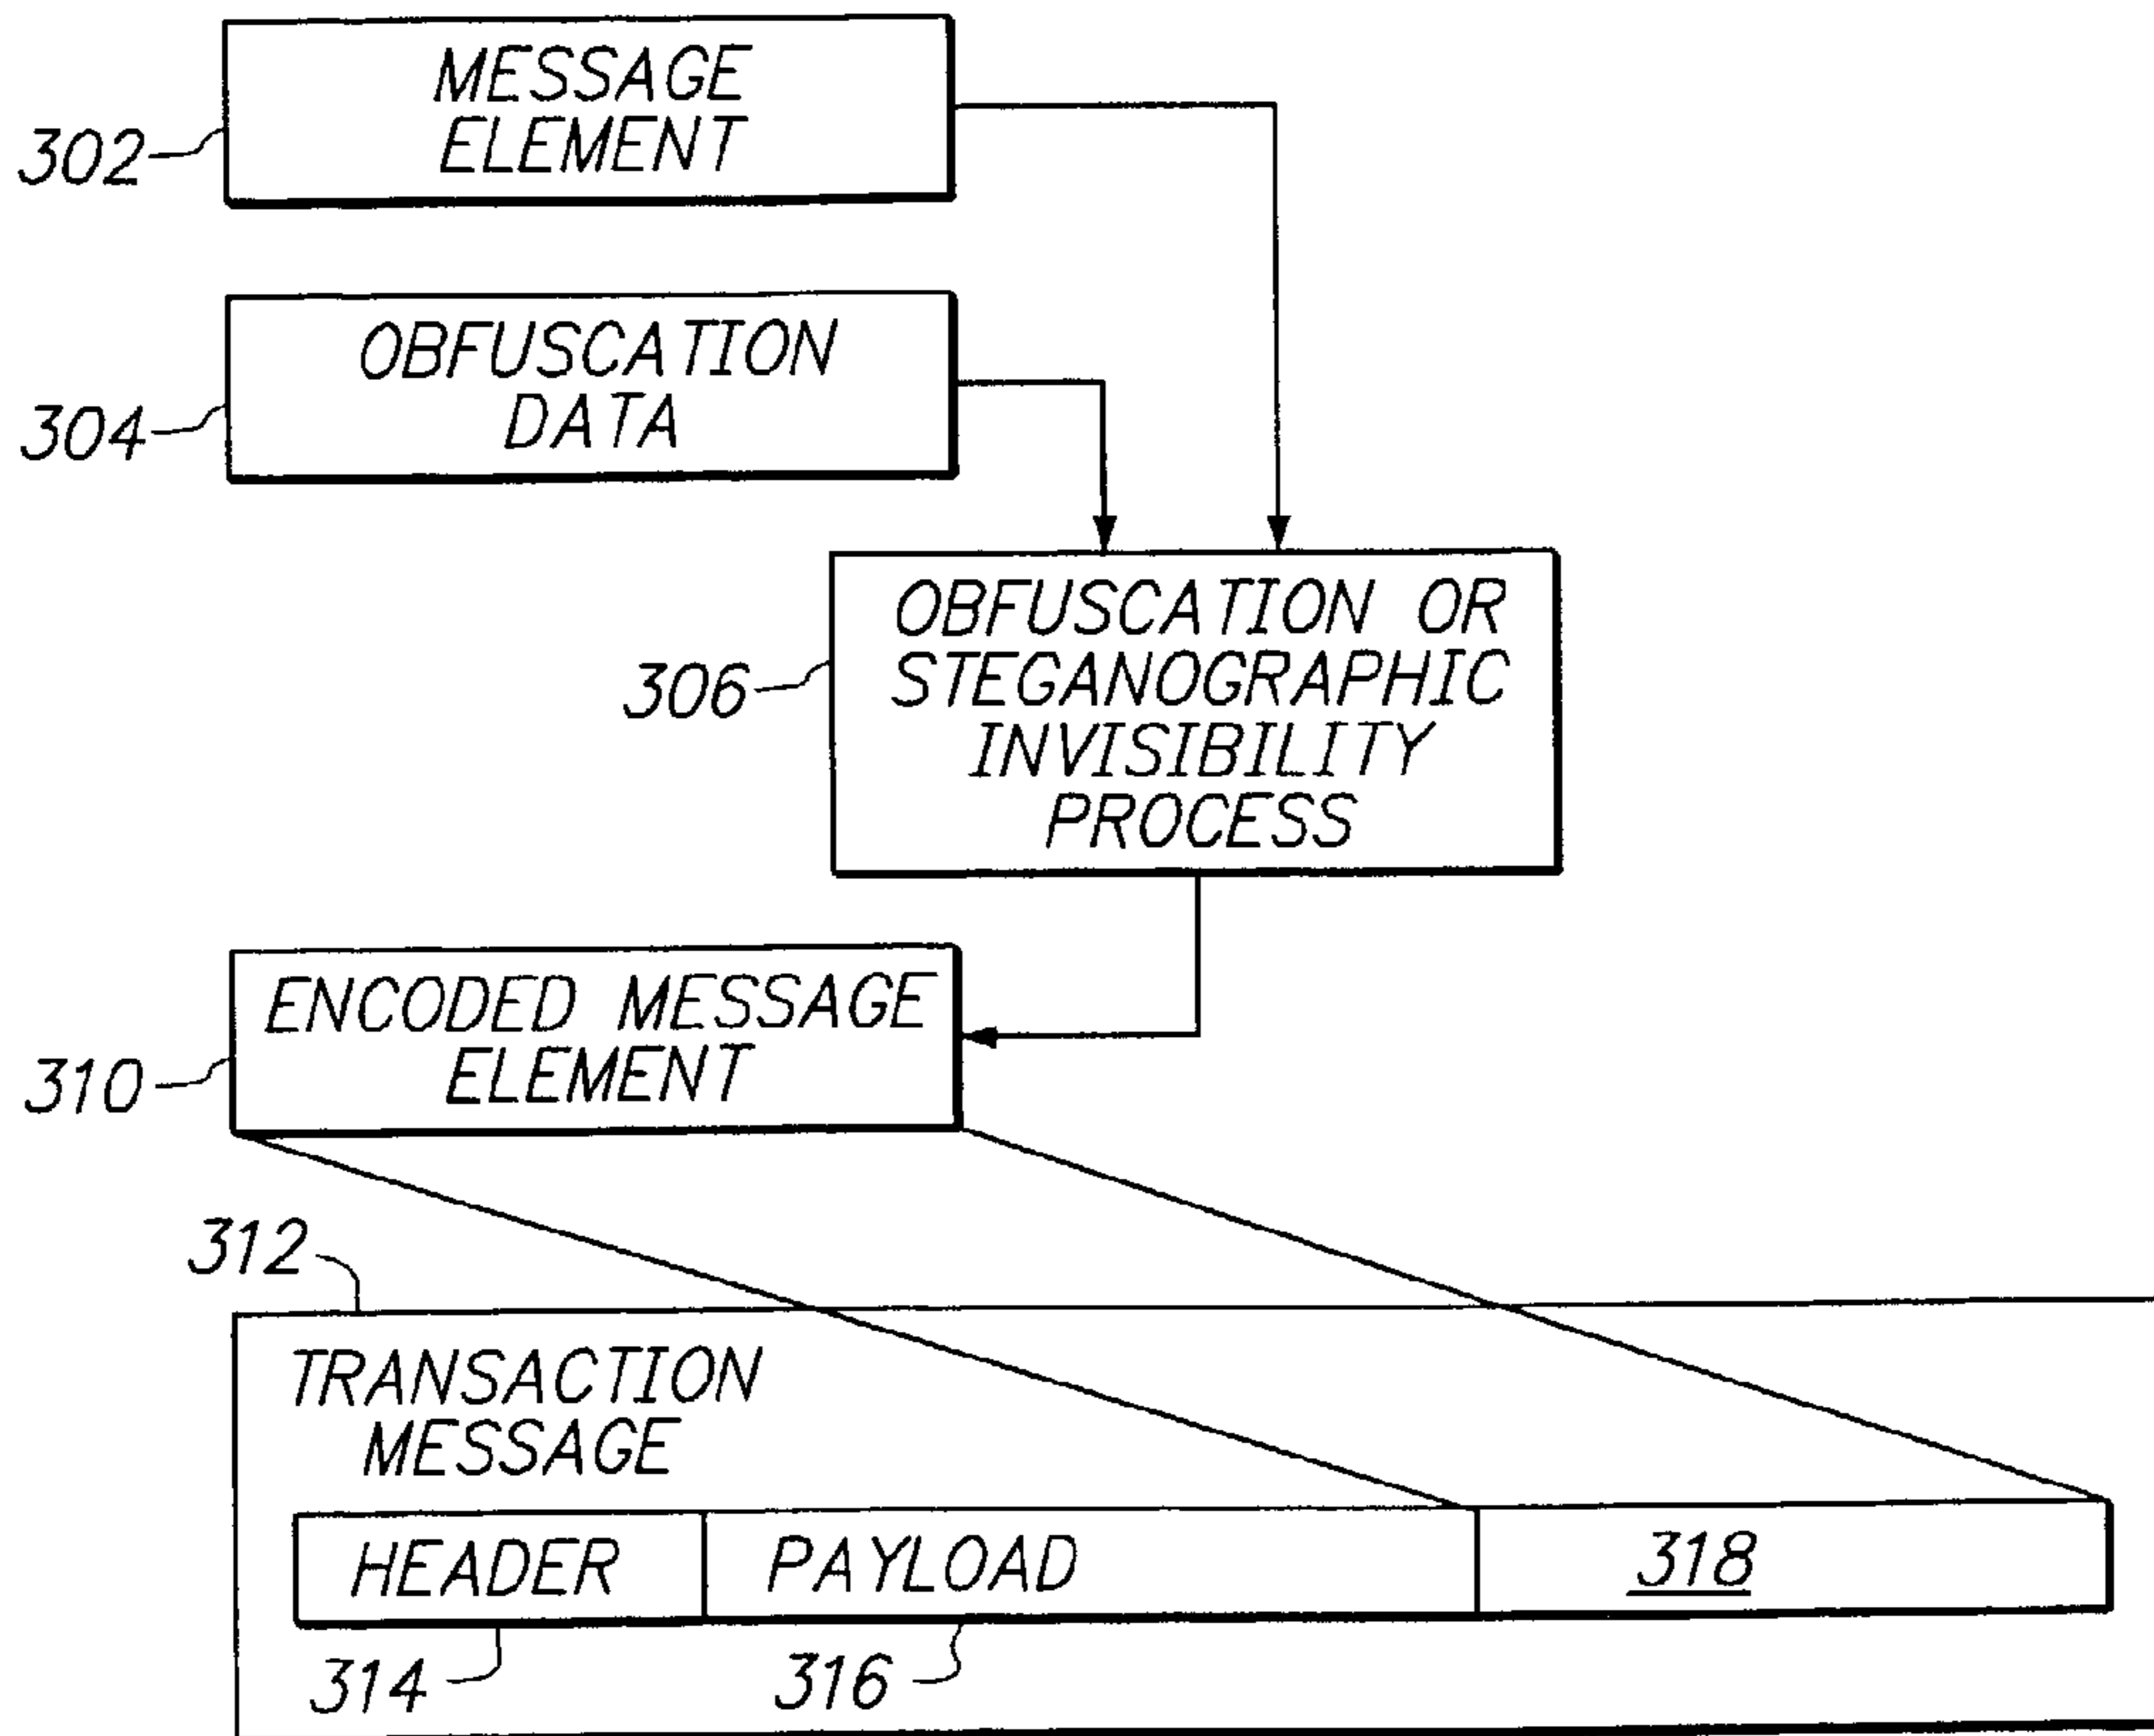 MESSAGE
ELEMENT
302
OBFUSCATION
DATA
304
OBFUSCATION OR
STEGANOGRAPHIC
INVISIBILITY
PROCESS
306
ENCODED MESSAGE
ELEMENT
310
312
TRANSACTION
MESSAGE
HEADER PAYLOAD 318
314 316